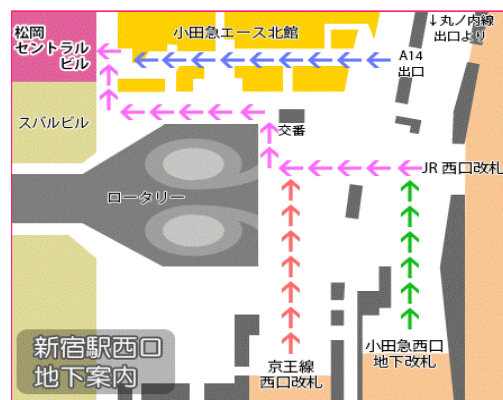 松岡
セントラル
ビル
小田急エース北館
↓丸ノ内線
出口より
A14
出口
スバルビル
交番
JR 西口改札
ロータリー
新宿駅西口
地下案内
京王線
西口改札
小田急西口
地下改札